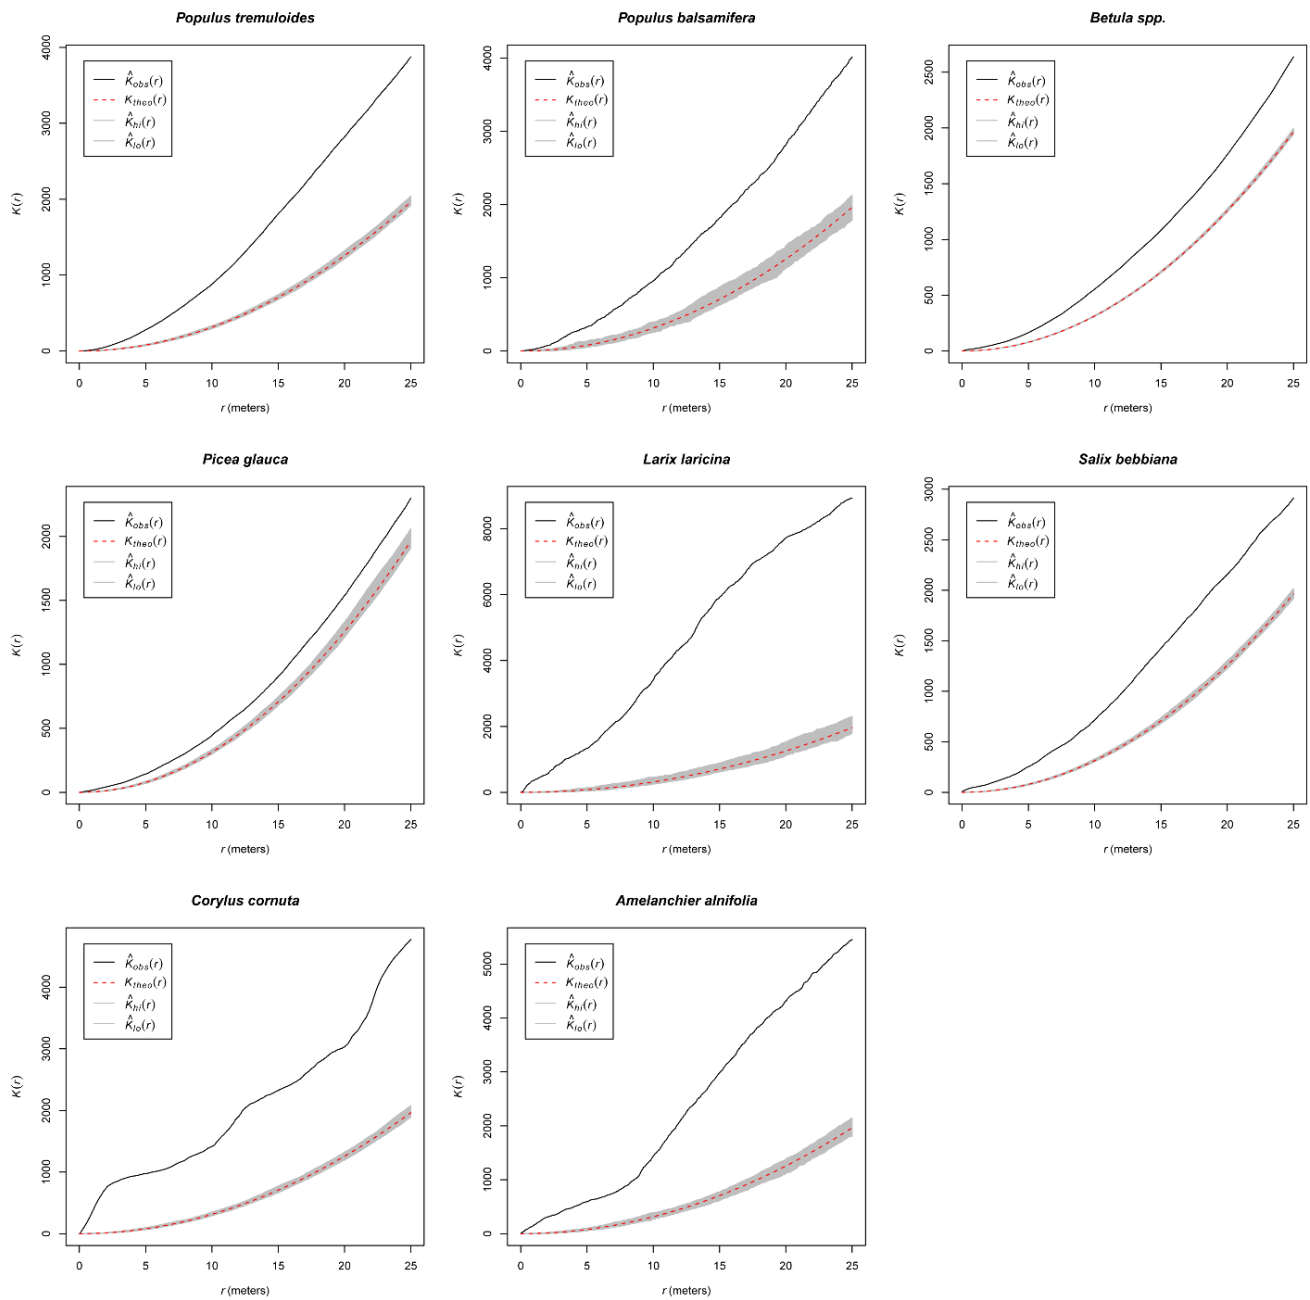 Populus tremuloides
K(r)
0 1000 2000 3000 4000
K̂obs(r)
Ktheo(r)
K̂hi(r)
K̂lo(r)
0 5 10 15 20 25
r (meters)
Populus balsamifera
K(r)
0 1000 2000 3000 4000
K̂obs(r)
Ktheo(r)
K̂hi(r)
K̂lo(r)
0 5 10 15 20 25
r (meters)
Betula spp.
K(r)
0 500 1000 1500 2000 2500
K̂obs(r)
Ktheo(r)
K̂hi(r)
K̂lo(r)
0 5 10 15 20 25
r (meters)
Picea glauca
K(r)
0 500 1000 1500 2000
K̂obs(r)
Ktheo(r)
K̂hi(r)
K̂lo(r)
0 5 10 15 20 25
r (meters)
Larix laricina
K(r)
0 2000 4000 6000 8000
K̂obs(r)
Ktheo(r)
K̂hi(r)
K̂lo(r)
0 5 10 15 20 25
r (meters)
Salix bebbiana
K(r)
0 500 1000 1500 2000 2500 3000
K̂obs(r)
Ktheo(r)
K̂hi(r)
K̂lo(r)
0 5 10 15 20 25
r (meters)
Corylus cornuta
K(r)
0 1000 2000 3000 4000
K̂obs(r)
Ktheo(r)
K̂hi(r)
K̂lo(r)
0 5 10 15 20 25
r (meters)
Amelanchier alnifolia
K(r)
0 1000 2000 3000 4000 5000
K̂obs(r)
Ktheo(r)
K̂hi(r)
K̂lo(r)
0 5 10 15 20 25
r (meters)